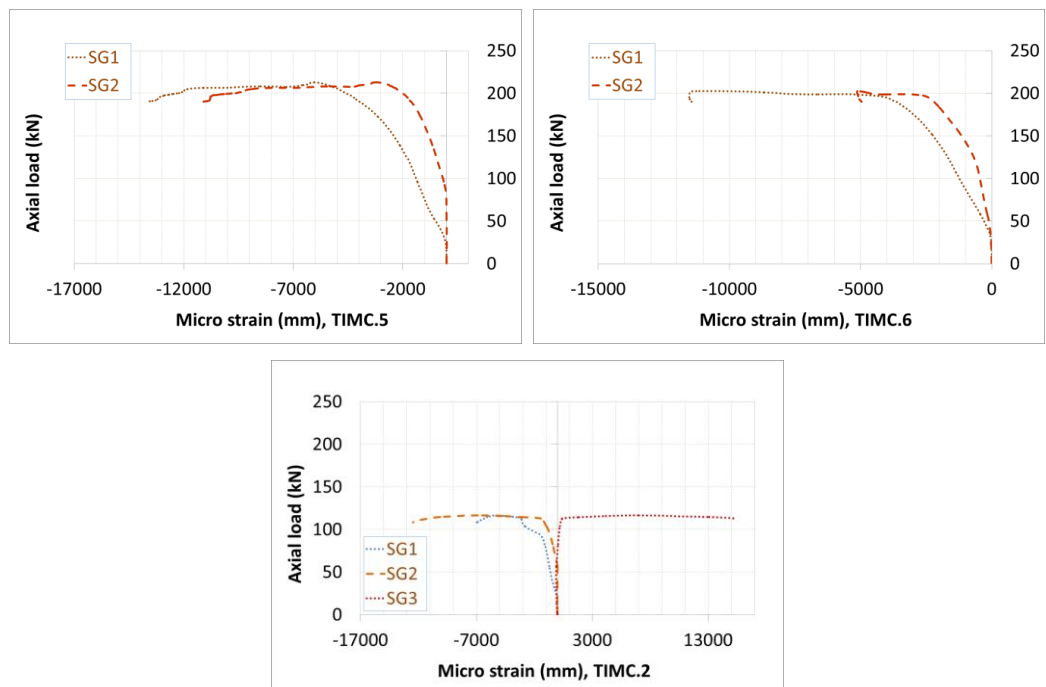 SG1
SG2
250
200
150
100
50
0
Axial load (kN)
-17000 -12000 -7000 -2000
Micro strain (mm), TIMC.5
SG1
SG2
250
200
150
100
50
0
Axial load (kN)
-15000 -10000 -5000 0
Micro strain (mm), TIMC.6
250
200
150
100
50
0
Axial load (kN)
SG1
SG2
SG3
-17000 -7000 3000 13000
Micro strain (mm), TIMC.2